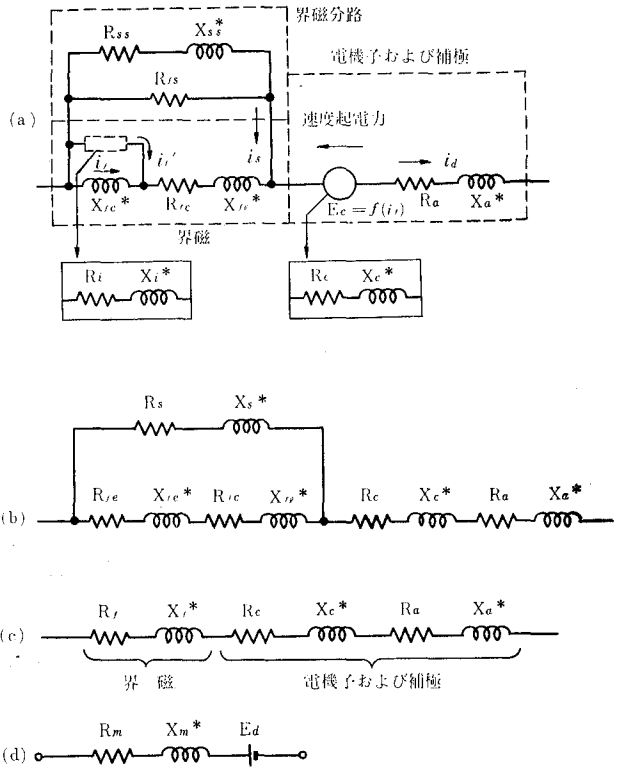 界磁分路
Rss Xss*
電機子および補極
Rfs
(a)
速度起電力
if if' is id
Xfc* Rfc Xfe* Ec=f(if) Ra Xa*
界磁
Ri Xi*
Rc Xc*
Rs Xs*
Rfe Xfe* Rfc Xfℓ* Rc Xc* Ra Xa*
(b)
Rf Xf* Rc Xc* Ra Xa*
(c)
界 磁 電機子および補極
Rm Xm* Ed
(d)